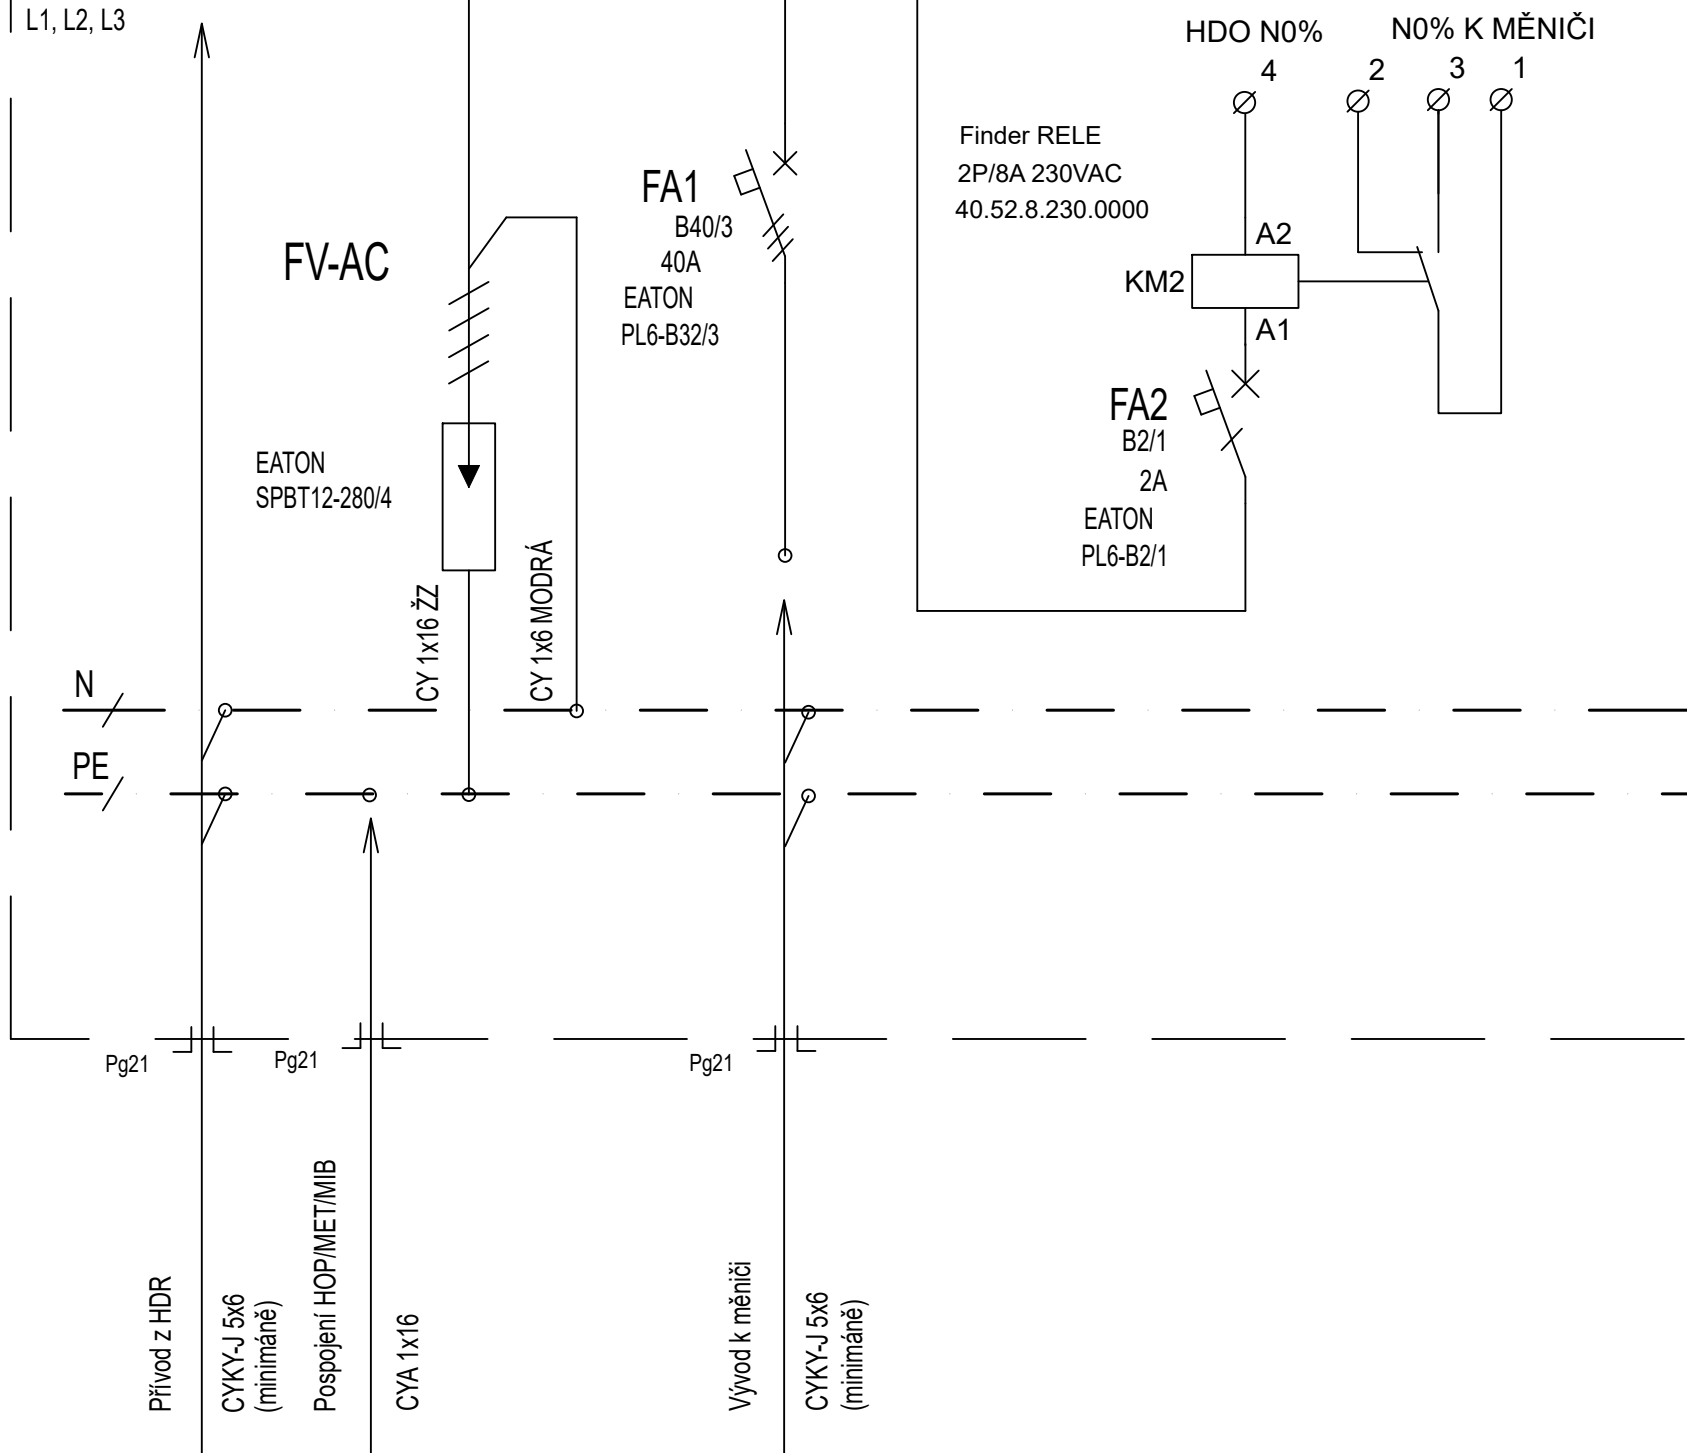 L1, L2, L3
HDO N0%
N0% K MĚNIČI
4
2
3
1
Finder RELE
2P/8A 230VAC
40.52.8.230.0000
FA1
B40/3
40A
EATON
PL6-B32/3
FV-AC
A2
KM2
A1
FA2
B2/1
2A
EATON
PL6-B2/1
EATON
SPBT12-280/4
CY 1x16 ŽZ
CY 1x6 MODRÁ
N
PE
Pg21
Pg21
Pg21
Přívod z HDR
CYKY-J 5x6
(minimáně)
Pospojení HOP/MET/MIB
CYA 1x16
Vývod k měniči
CYKY-J 5x6
(minimáně)